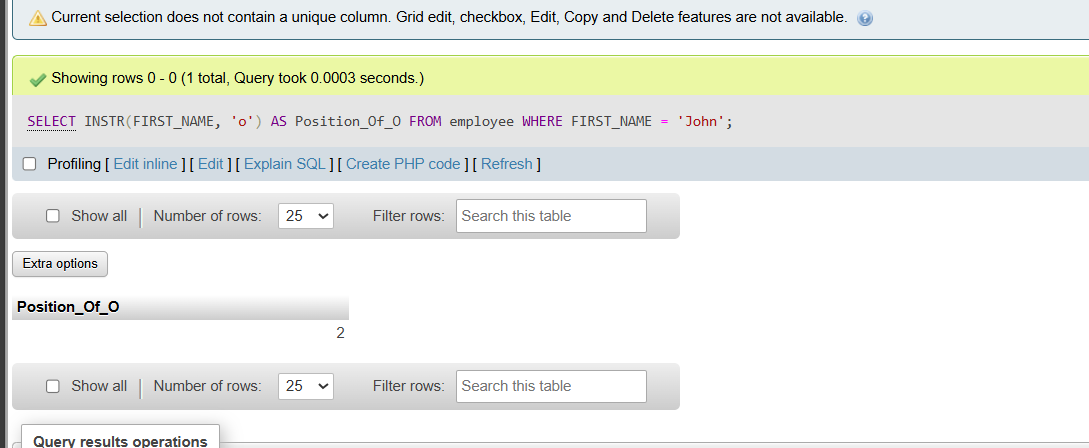 Current selection does not contain a unique column. Grid edit, checkbox, Edit, Copy and Delete features are not available.
Showing rows 0 - 0 (1 total, Query took 0.0003 seconds.)
SELECT INSTR(FIRST_NAME, 'o') AS Position_Of_O FROM employee WHERE FIRST_NAME = 'John';
Profiling [ Edit inline ] [ Edit ] [ Explain SQL ] [ Create PHP code ] [ Refresh ]
Show all | Number of rows: 25 Filter rows: Search this table
Extra options
Position_Of_O
2
Show all | Number of rows: 25 Filter rows: Search this table
Query results operations